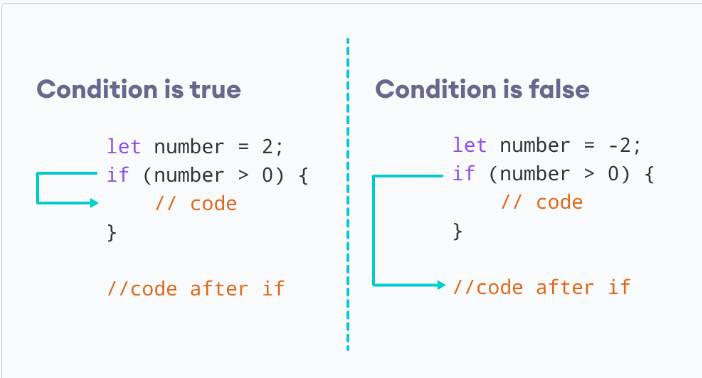 Condition is true
let number = 2;
if (number > 0) {
    // code
}
//code after if
Condition is false
let number = -2;
if (number > 0) {
    // code
}
//code after if